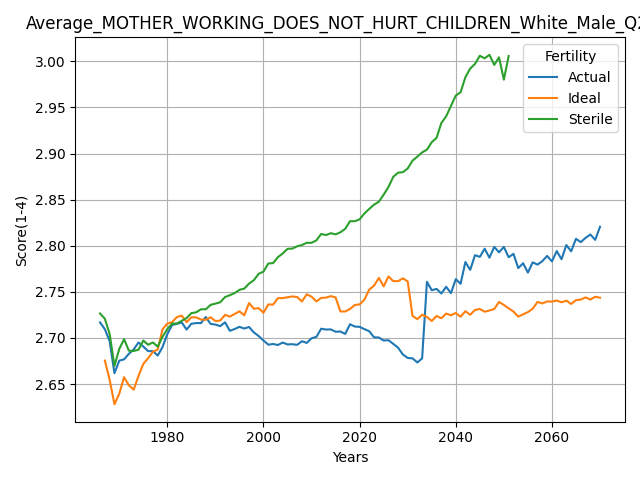 Average_MOTHER_WORKING_DOES_NOT_HURT_CHILDREN_White_Male_Q2
3.00
2.95
2.90
2.85
2.80
2.75
2.70
2.65
Score(1-4)
1980
2000
2020
2040
2060
Years
Fertility
Actual
Ideal
Sterile